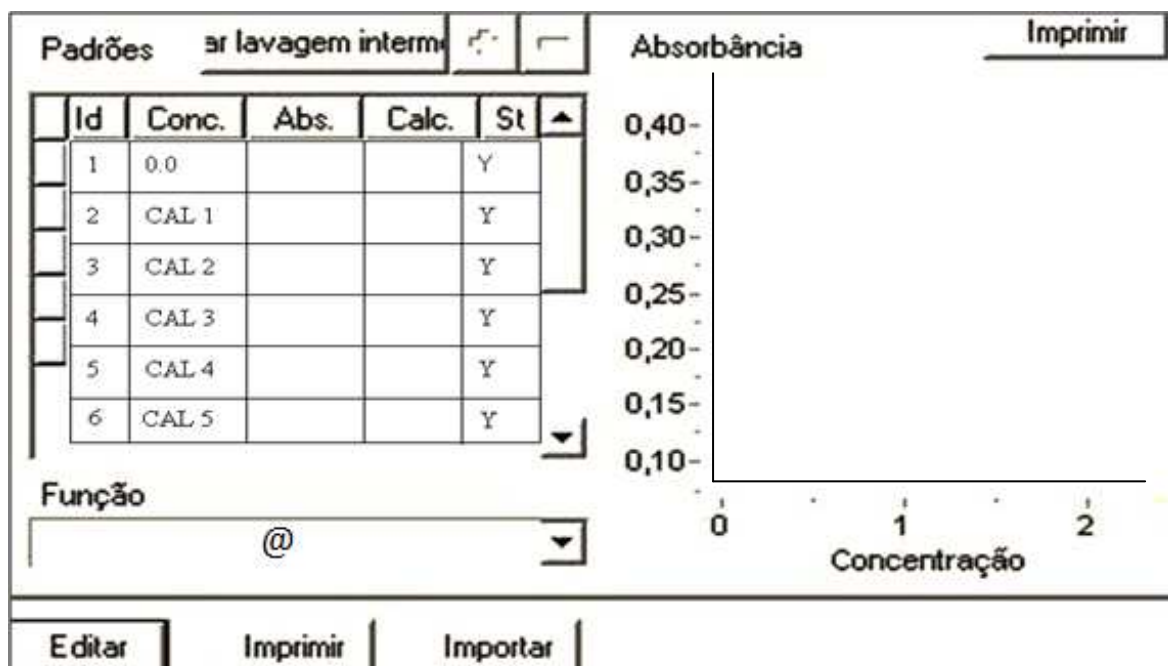 Padrões ar lavagem interme
Id Conc. Abs. Calc. St
1 0.0 Y
2 CAL 1 Y
3 CAL 2 Y
4 CAL 3 Y
5 CAL 4 Y
6 CAL 5 Y
Função
@
Editar Imprimir Importar
Absorbância Imprimir
0,40
0,35
0,30
0,25
0,20
0,15
0,10
0 1 2
Concentração